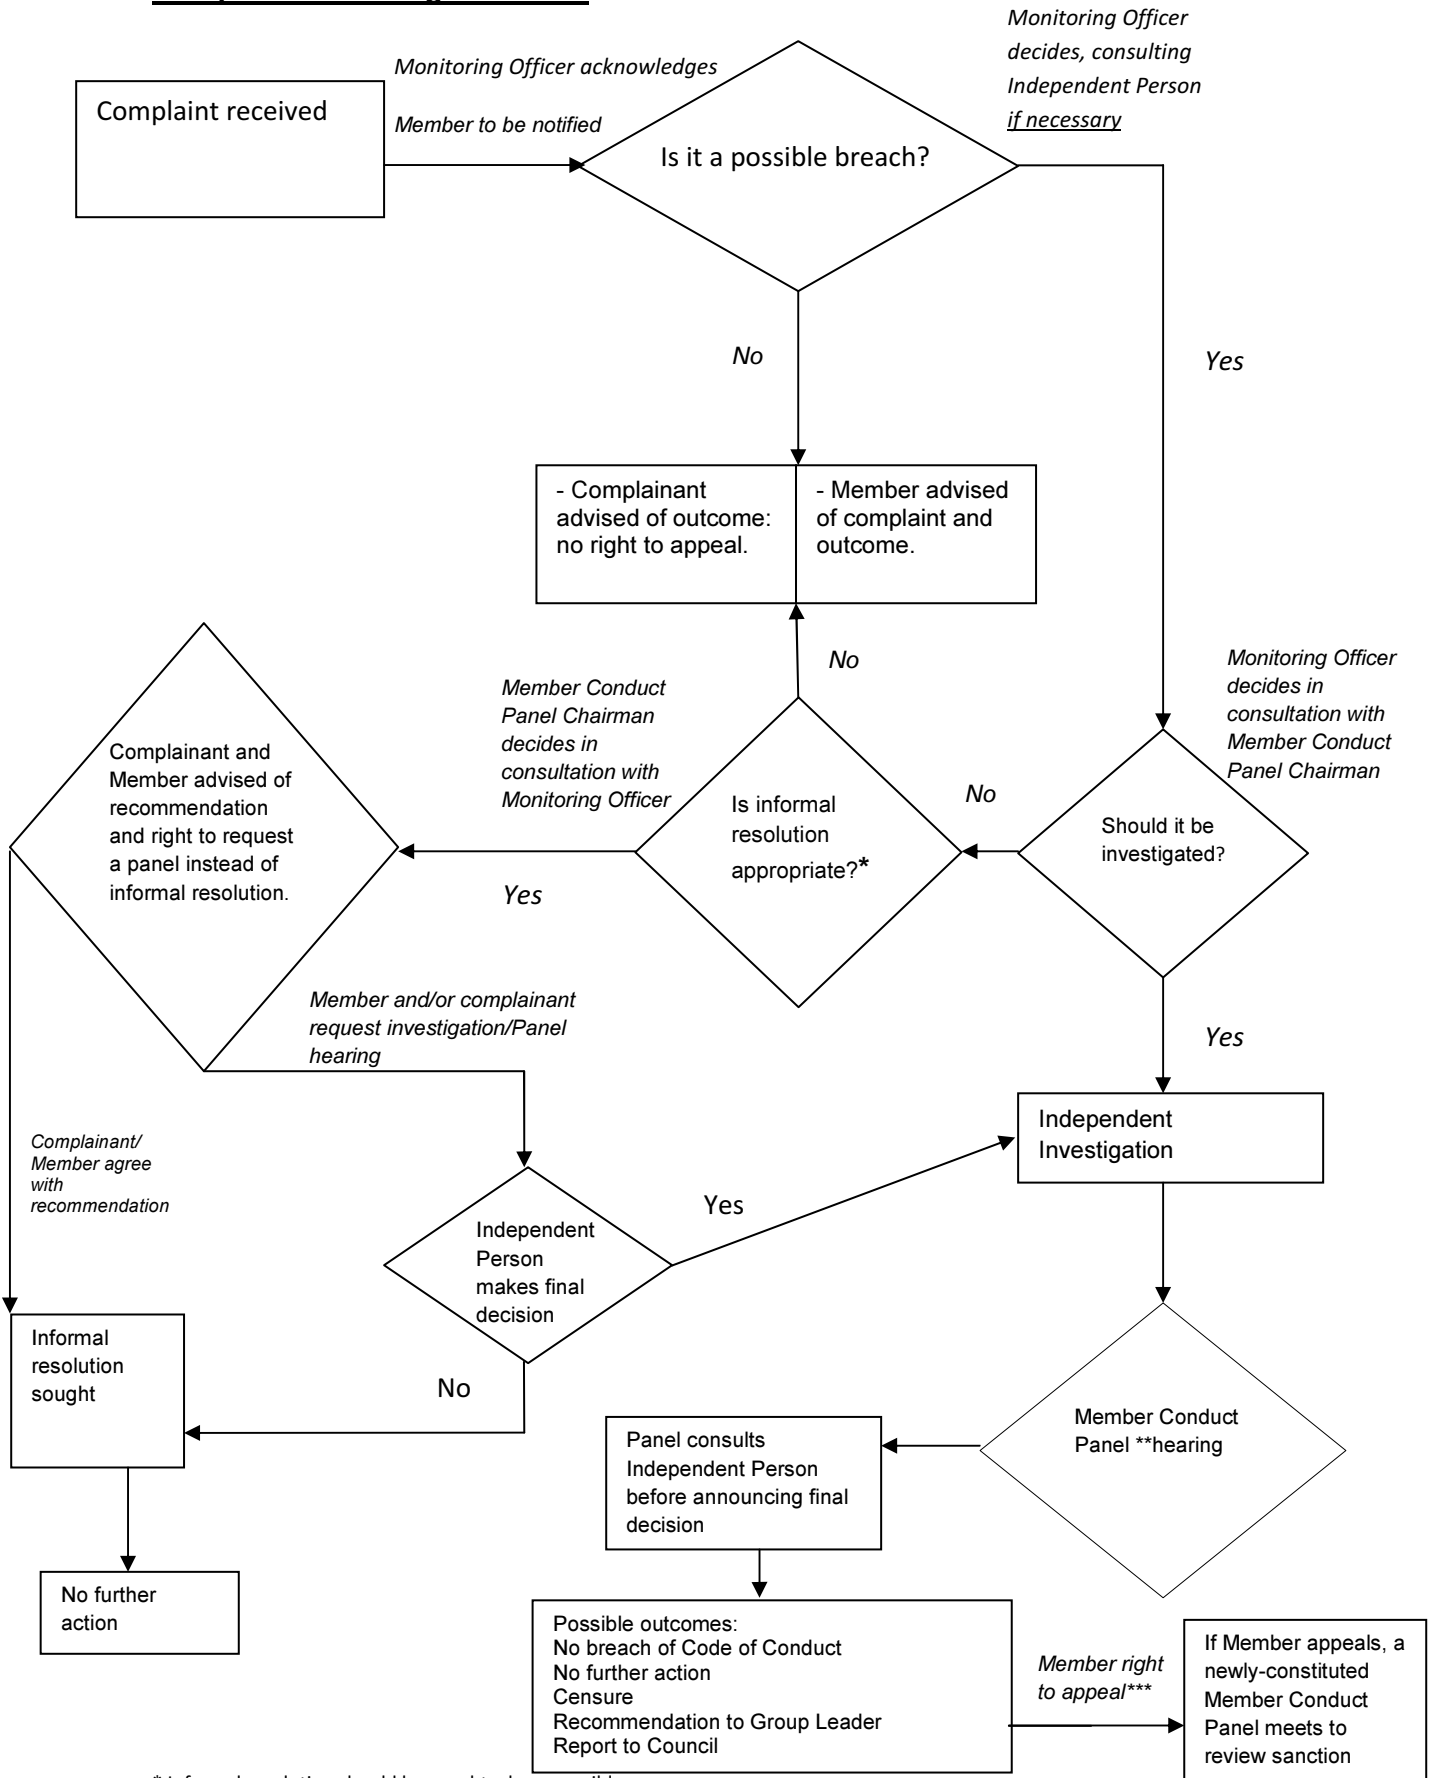 Complaint received
Monitoring Officer acknowledges
Member to be notified
Is it a possible breach?
Monitoring Officer
decides, consulting
Independent Person
if necessary
No
Yes
- Complainant
advised of outcome:
no right to appeal.
- Member advised
of complaint and
outcome.
No
Monitoring Officer
decides in
consultation with
Member Conduct
Panel Chairman
Should it be
investigated?
No
Member Conduct
Panel Chairman
decides in
consultation with
Monitoring Officer
Is informal
resolution
appropriate?*
Yes
Complainant and
Member advised of
recommendation
and right to request
a panel instead of
informal resolution.
Member and/or complainant
request investigation/Panel
hearing
Yes
Independent
Investigation
Complainant/
Member agree
with
recommendation
Independent
Person
makes final
decision
Yes
No
Informal
resolution
sought
No further
action
Member Conduct
Panel **hearing
Panel consults
Independent Person
before announcing final
decision
Possible outcomes:
No breach of Code of Conduct
No further action
Censure
Recommendation to Group Leader
Report to Council
Member right
to appeal***
If Member appeals, a
newly-constituted
Member Conduct
Panel meets to
review sanction